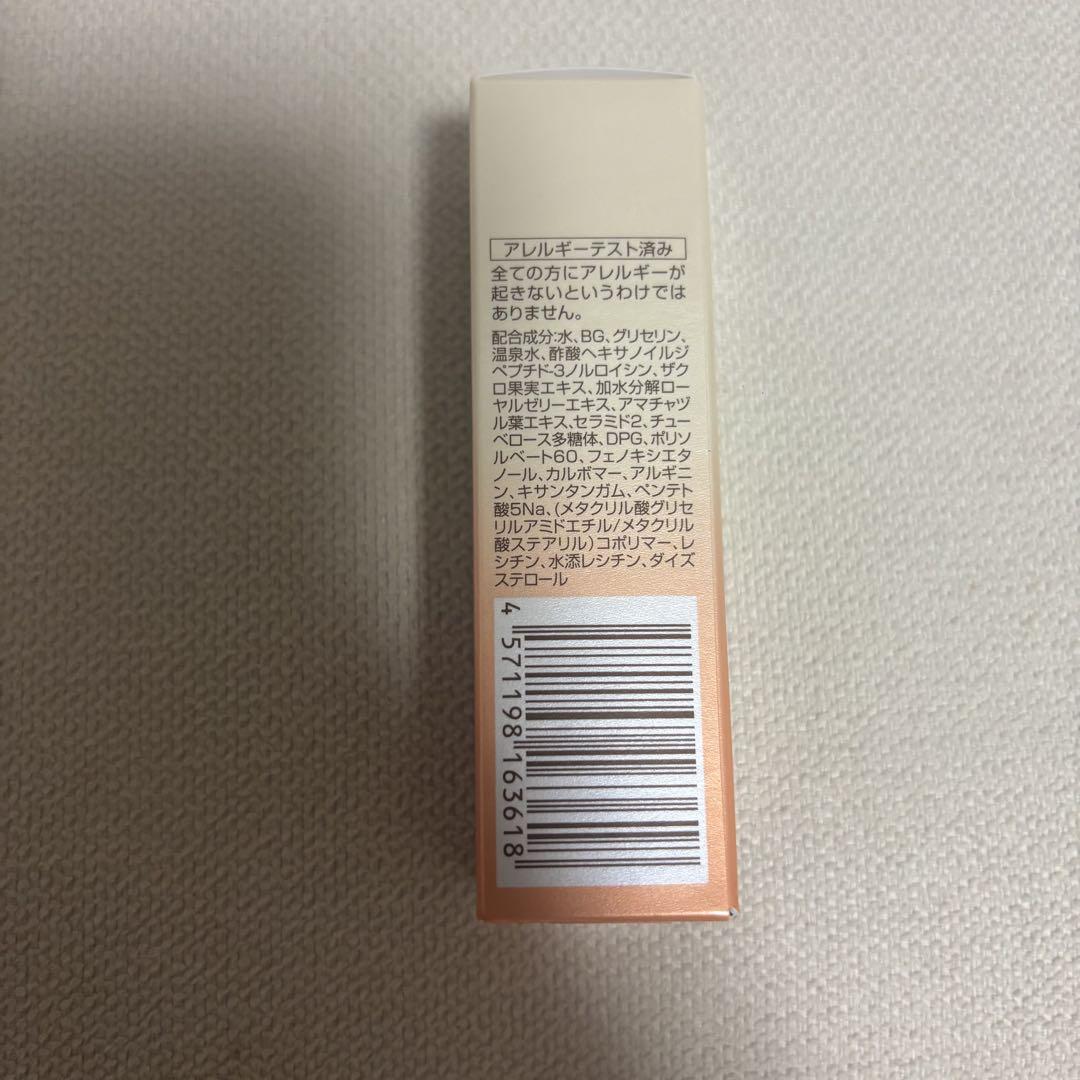 アレルギーテスト済み
全ての方にアレルギーが
起きないというわけでは
ありません。
配合成分:水、BG、グリセリン、
温泉水、酢酸ヘキサノイルジ
ペプチド-3ノルロイシン、ザク
ロ果実エキス、加水分解ロー
ヤルゼリーエキス、アマチャヅ
ル葉エキス、セラミド2、チュー
ベロース多糖体、DPG、ポリソ
ルベート60、フェノキシエタ
ノール、カルボマー、アルギニ
ン、キサンタンガム、ペンテト
酸5Na、(メタクリル酸グリセ
リルアミドエチル/メタクリル
酸ステアリル)コポリマー、レ
シチン、水添レシチン、ダイズ
ステロール
4 571198 163618